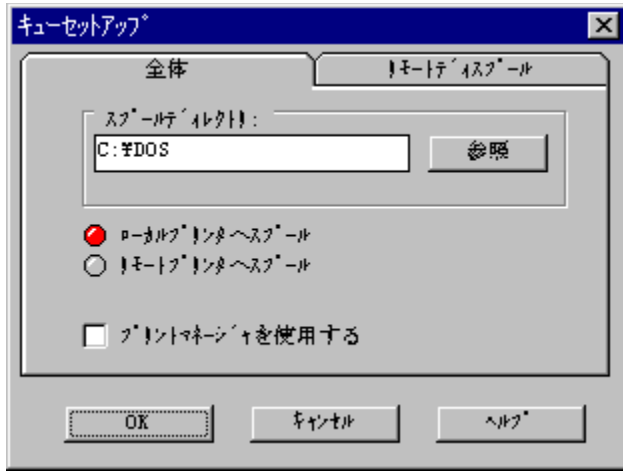 ｷｭｰｾｯﾄｱｯﾌﾟ
全体
ﾘﾓｰﾄﾃﾞｨｽﾌﾟｰﾙ
ｽﾌﾟｰﾙﾃﾞｨﾚｸﾄﾘ:
C:¥DOS
参照
ﾛｰｶﾙﾌﾟﾘﾝﾀへｽﾌﾟｰﾙ
ﾘﾓｰﾄﾌﾟﾘﾝﾀへｽﾌﾟｰﾙ
ﾌﾟﾘﾝﾄﾏﾈｰｼﾞｬを使用する
OK
ｷｬﾝｾﾙ
ﾍﾙﾌﾟ